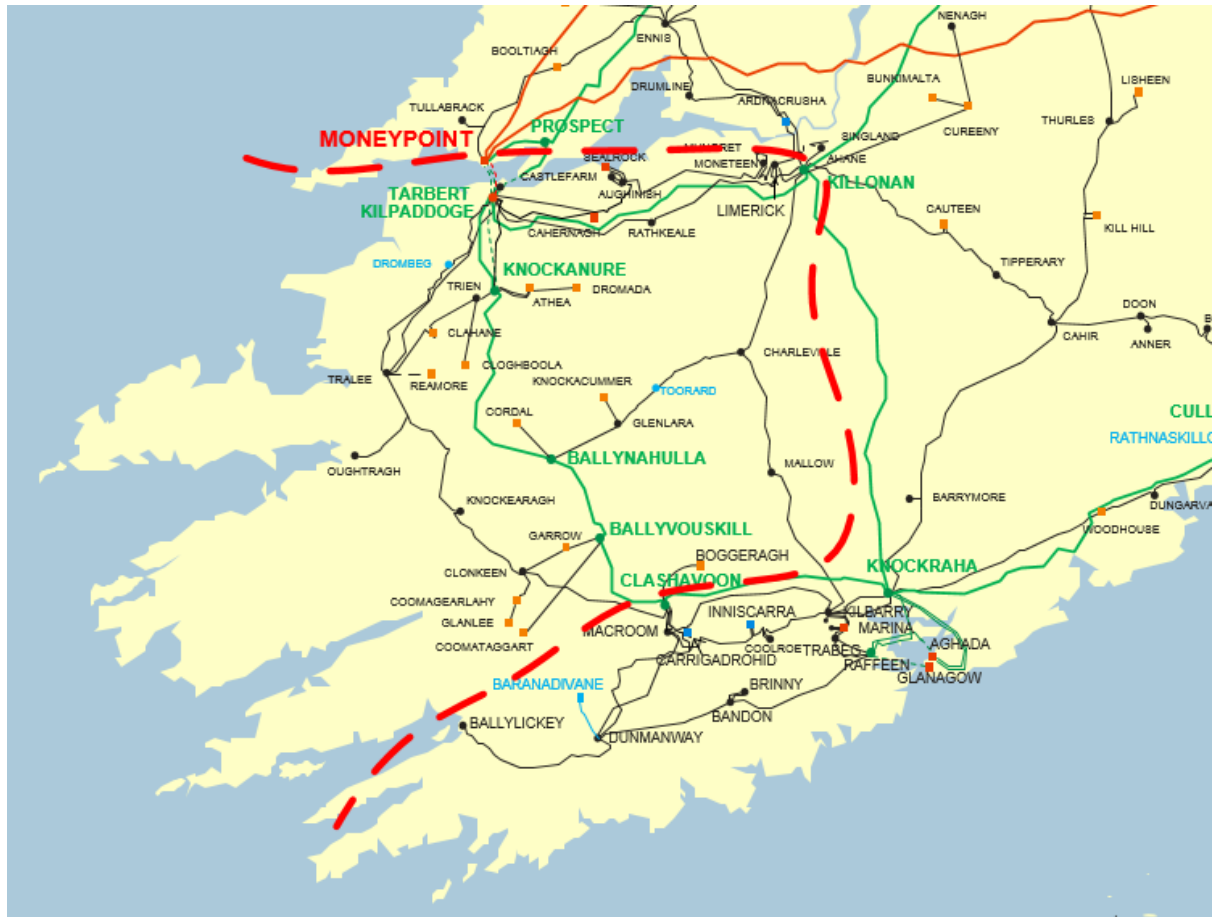 NENAGH
ENNIS
BOOLTIAGH
DRUMLINE
BUNKIMALTA
LISHEEN
TULLABRACK
ARDNACRUSHA
CUREENY
THURLES
MONEYPOINT
PROSPECT
SINGLAND
SEALROCK
MONETEEN
AHANE
CASTLEFARM
KILLONAN
TARBERT
AUGHINISH
KILPADDOGE
LIMERICK
CAUTEEN
CAHERNAGH
RATHKEALE
KILL HILL
DROMBEG
KNOCKANURE
TIPPERARY
TRIEN
ATHEA
DROMADA
DOON
CLAHANE
CAHIR
ANNER
CHARLEVILLE
CLOGHBOOLA
TRALEE
REAMORE
KNOCKACUMMER
TOORARD
CORDAL
CULL
GLENLARA
RATHNASKILLO
BALLYNAHULLA
MALLOW
OUGHTRAGH
BARRYMORE
KNOCKEARAGH
DUNGARVA
WOODHOUSE
GARROW
BALLYVOUSKILL
BOGGERAGH
KNOCKRAHA
CLONKEEN
CLASHAVOON
COOMAGEARLAHY
INNISCARRA
KILBARRY
GLANLEE
MACROOM
MARINA
COOMATAGGART
COOLROE
TRABEG
AGHADA
CARRIGADROHID
RAFFEEN
GLANAGOW
BARANADIVANE
BRINNY
BALLYLICKEY
BANDON
DUNMANWAY